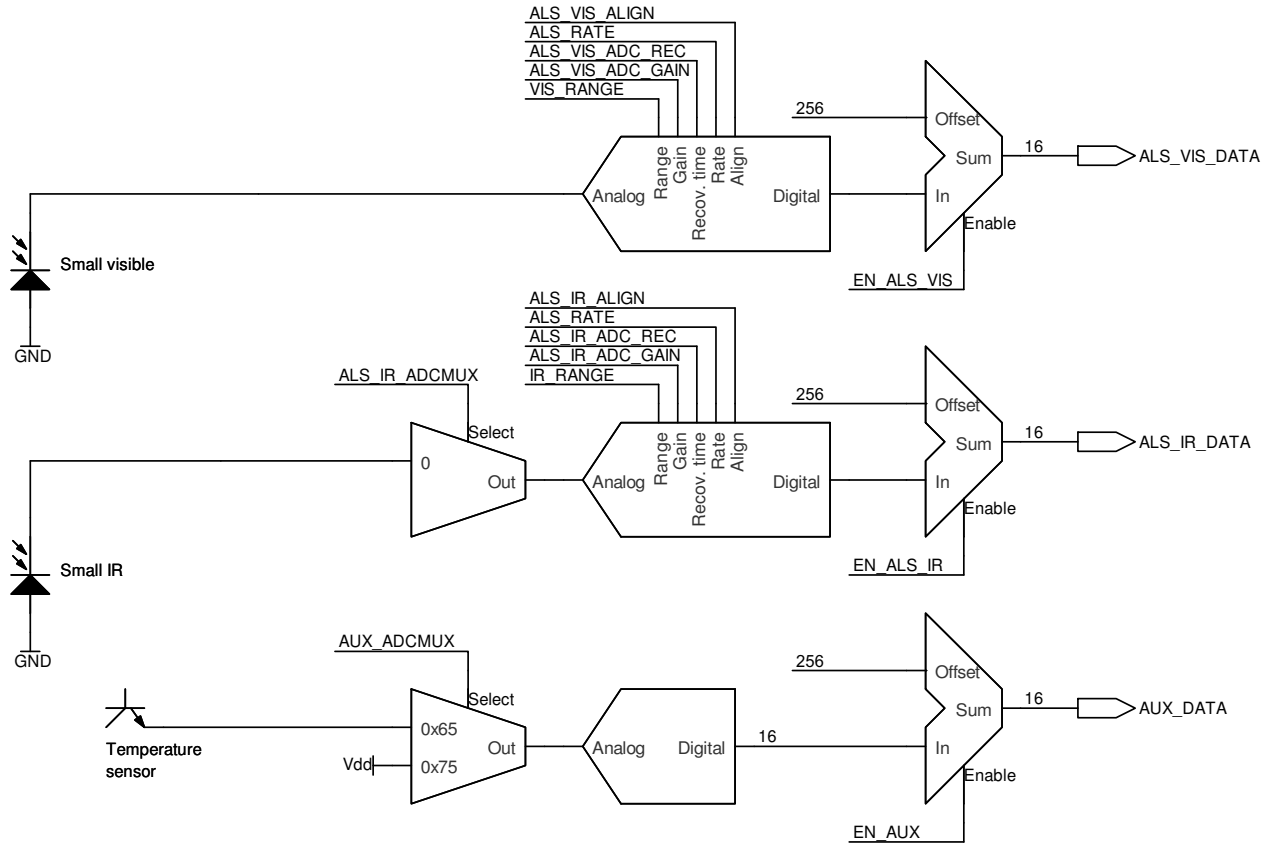 ALS_VIS_ALIGN
ALS_RATE
ALS_VIS_ADC_REC
ALS_VIS_ADC_GAIN
VIS_RANGE
256
Offset
Range
Gain
Recov. time
Rate
Align
Sum
16
ALS_VIS_DATA
Analog
Digital
In
Enable
Small visible
EN_ALS_VIS
GND
ALS_IR_ALIGN
ALS_RATE
ALS_IR_ADC_REC
ALS_IR_ADC_GAIN
IR_RANGE
ALS_IR_ADCMUX
256
Offset
Select
Range
Gain
Recov. time
Rate
Align
Sum
16
ALS_IR_DATA
0
Out
Analog
Digital
In
Enable
Small IR
EN_ALS_IR
GND
AUX_ADCMUX
256
Offset
Select
Sum
16
AUX_DATA
0x65
Out
Analog
Digital
16
In
Temperature
sensor
Vdd
0x75
Enable
EN_AUX